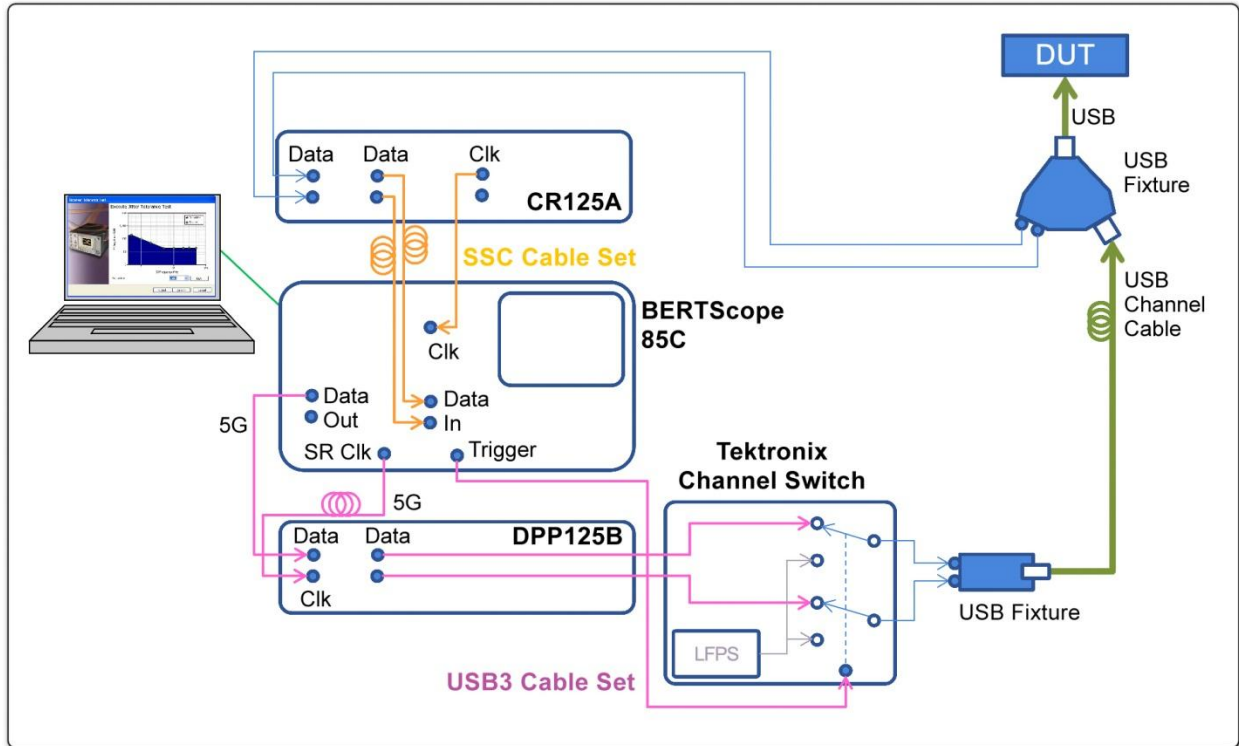 DUT
USB
USB
Fixture
Data
Data
Clk
CR125A
SSC Cable Set
USB
Channel
Cable
BERTScope
85C
Clk
Data
Out
Data
In
5G
SR Clk
Trigger
Tektronix
Channel Switch
5G
Data
Data
DPP125B
Clk
LFPS
USB Fixture
USB3 Cable Set